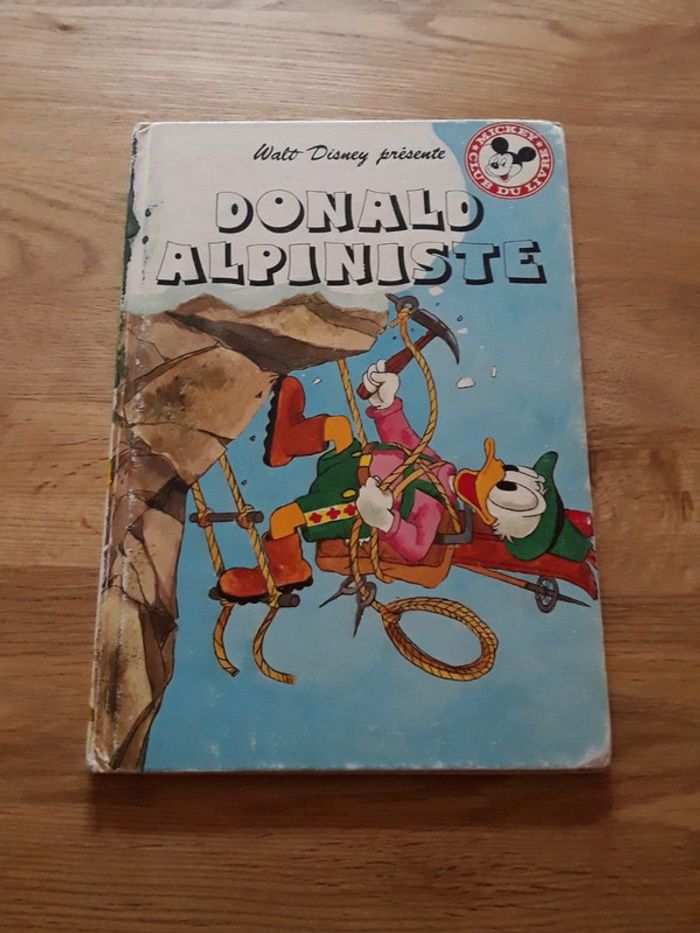 Walt Disney présente
MICKEY
CLUB DU LIVRE
DONALD
ALPINISTE